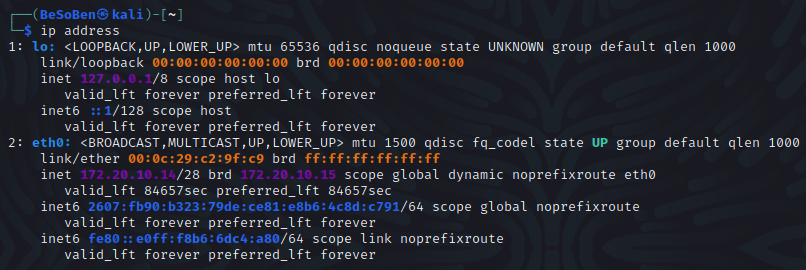 ┌──(BeSoBen㉿kali)-[~]
└─$ ip address
1: lo: <LOOPBACK,UP,LOWER_UP> mtu 65536 qdisc noqueue state UNKNOWN group default qlen 1000
    link/loopback 00:00:00:00:00:00 brd 00:00:00:00:00:00
    inet 127.0.0.1/8 scope host lo
       valid_lft forever preferred_lft forever
    inet6 ::1/128 scope host
       valid_lft forever preferred_lft forever
2: eth0: <BROADCAST,MULTICAST,UP,LOWER_UP> mtu 1500 qdisc fq_codel state UP group default qlen 1000
    link/ether 00:0c:29:c2:9f:c9 brd ff:ff:ff:ff:ff:ff
    inet 172.20.10.14/28 brd 172.20.10.15 scope global dynamic noprefixroute eth0
       valid_lft 84657sec preferred_lft 84657sec
    inet6 2607:fb90:b323:79de:ce81:e8b6:4c8d:c791/64 scope global noprefixroute
       valid_lft forever preferred_lft forever
    inet6 fe80::e0ff:f8b6:6dc4:a80/64 scope link noprefixroute
       valid_lft forever preferred_lft forever